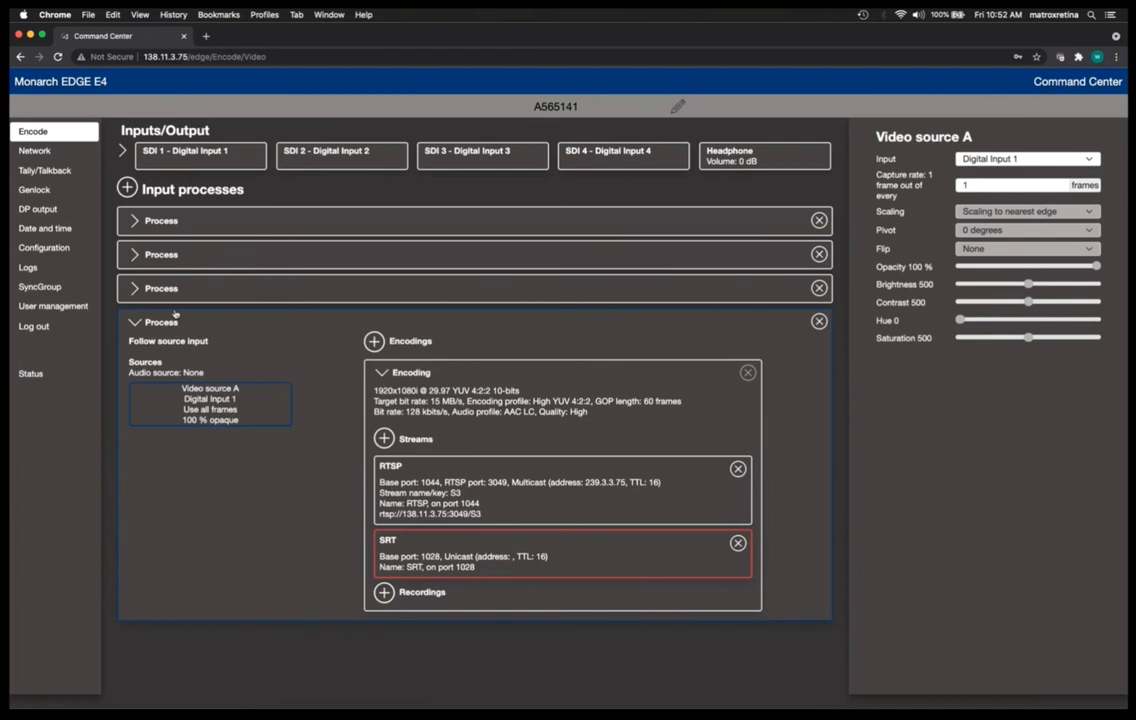 Chrome File Edit View History Bookmarks Profiles Tab Window Help
100% Fri 10:52 AM matroxretina
Command Center
Not Secure 138.11.3.75/edge/Encode/Video
Monarch EDGE E4
Command Center
A565141
Encode
Network
Tally/Talkback
Genlock
DP output
Date and time
Configuration
Logs
SyncGroup
User management
Log out
Status
Inputs/Output
SDI 1 - Digital Input 1
SDI 2 - Digital Input 2
SDI 3 - Digital Input 3
SDI 4 - Digital Input 4
Headphone
Volume: 0 dB
Input processes
Process
Process
Process
Process
Follow source input
Sources
Audio source: None
Video source A
Digital Input 1
Use all frames
100 % opaque
Encodings
Encoding
1920x1080i @ 29.97 YUV 4:2:2 10-bits
Target bit rate: 15 MB/s, Encoding profile: High YUV 4:2:2, GOP length: 60 frames
Bit rate: 128 kbits/s, Audio profile: AAC LC, Quality: High
Streams
RTSP
Base port: 1044, RTSP port: 3049, Multicast (address: 239.3.3.75, TTL: 16)
Stream name/key: S3
Name: RTSP, on port 1044
rtsp://138.11.3.75:3049/S3
SRT
Base port: 1028, Unicast (address: , TTL: 16)
Name: SRT, on port 1028
Recordings
Video source A
Input Digital Input 1
Capture rate: 1
frame out of
every
1 frames
Scaling Scaling to nearest edge
Pivot 0 degrees
Flip None
Opacity 100 %
Brightness 500
Contrast 500
Hue 0
Saturation 500